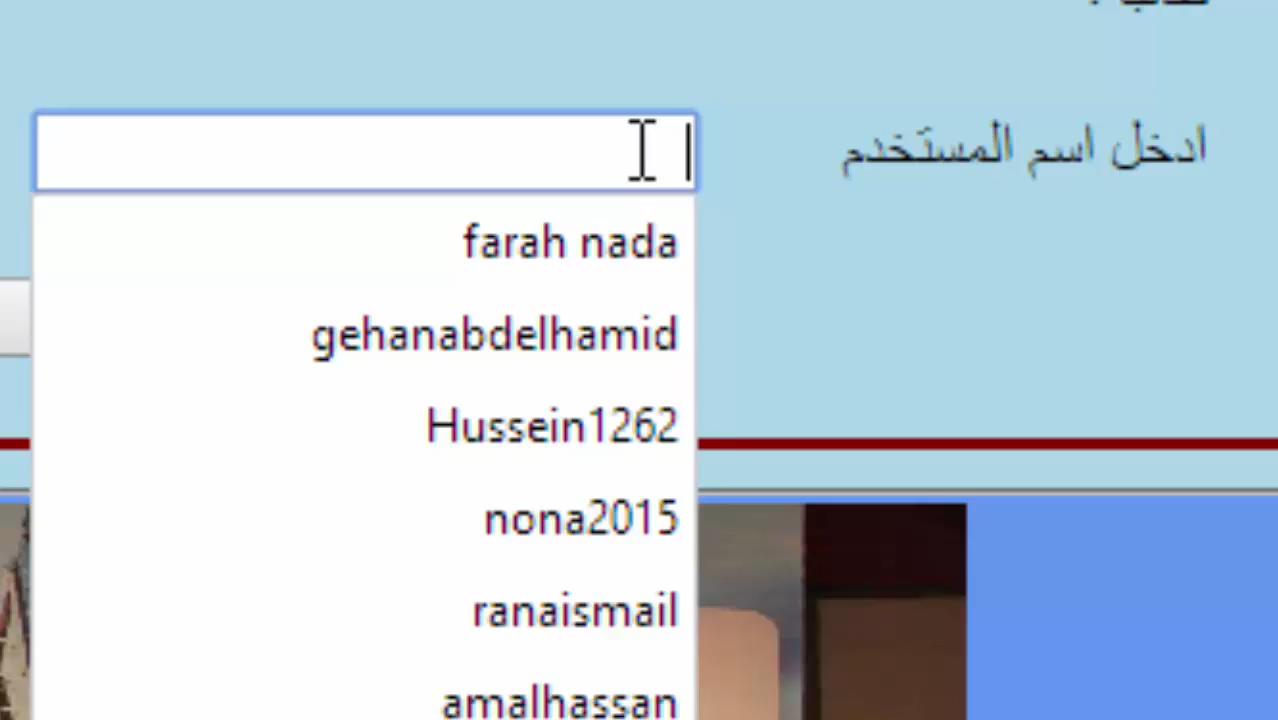 ادخل اسم المستخدم
farah nada
gehanabdelhamid
Hussein1262
nona2015
ranaismail
amalhassan